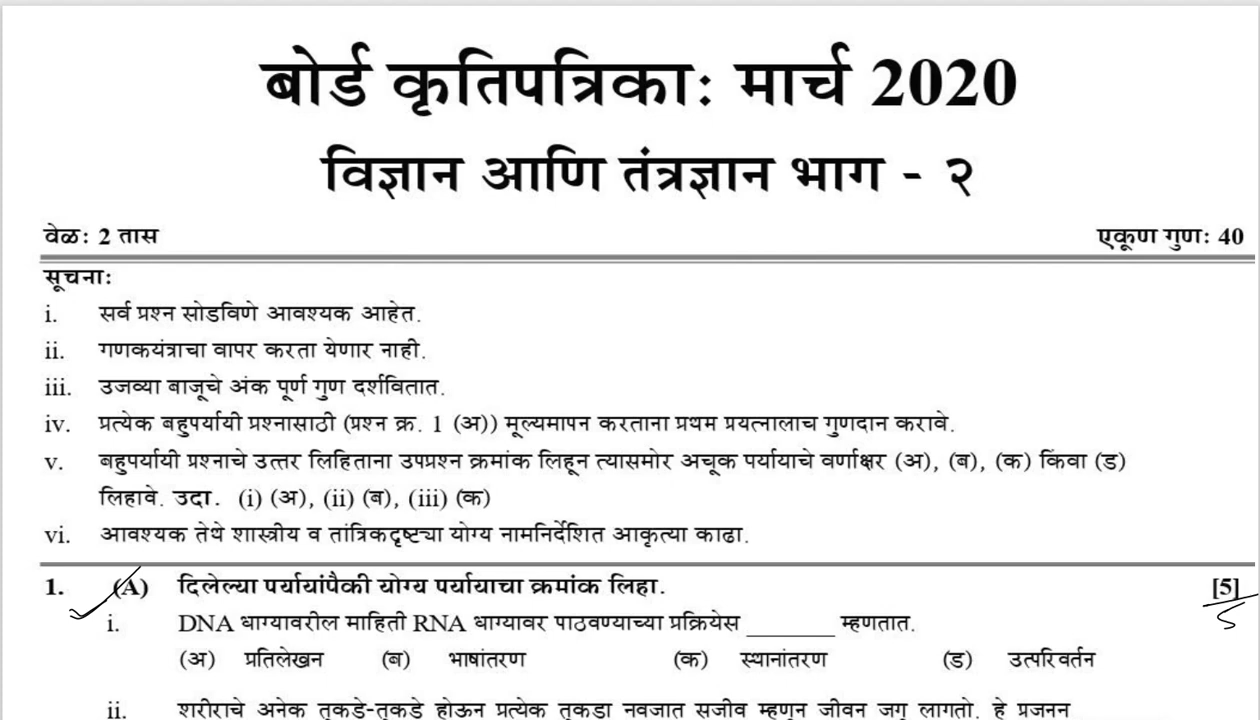 बोर्ड कृतिपत्रिका: मार्च 2020
विज्ञान आणि तंत्रज्ञान भाग - २
वेळ: 2 तास एकूण गुण: 40
सूचना:
i. सर्व प्रश्न सोडविणे आवश्यक आहेत.
ii. गणकयंत्राचा वापर करता येणार नाही.
iii. उजव्या बाजूचे अंक पूर्ण गुण दर्शवितात.
iv. प्रत्येक बहुपर्यायी प्रश्नासाठी (प्रश्न क्र. 1 (अ)) मूल्यमापन करताना प्रथम प्रयत्नालाच गुणदान करावे.
v. बहुपर्यायी प्रश्नाचे उत्तर लिहिताना उपप्रश्न क्रमांक लिहून त्यासमोर अचूक पर्यायाचे वर्णाक्षर (अ), (ब), (क) किंवा (ड)
लिहावे. उदा. (i) (अ), (ii) (ब), (iii) (क)
vi. आवश्यक तेथे शास्त्रीय व तांत्रिकदृष्ट्या योग्य नामनिर्देशित आकृत्या काढा.
1. (A) दिलेल्या पर्यायांपैकी योग्य पर्यायाचा क्रमांक लिहा. [5]
5
i. DNA धाग्यावरील माहिती RNA धाग्यावर पाठवण्याच्या प्रक्रियेस ________ म्हणतात.
(अ) प्रतिलेखन (ब) भाषांतरण (क) स्थानांतरण (ड) उत्परिवर्तन
ii. शरीराचे अनेक तुकडे-तुकडे होऊन प्रत्येक तुकडा नवजात सजीव म्हणून जीवन जगू लागतो. हे प्रजनन